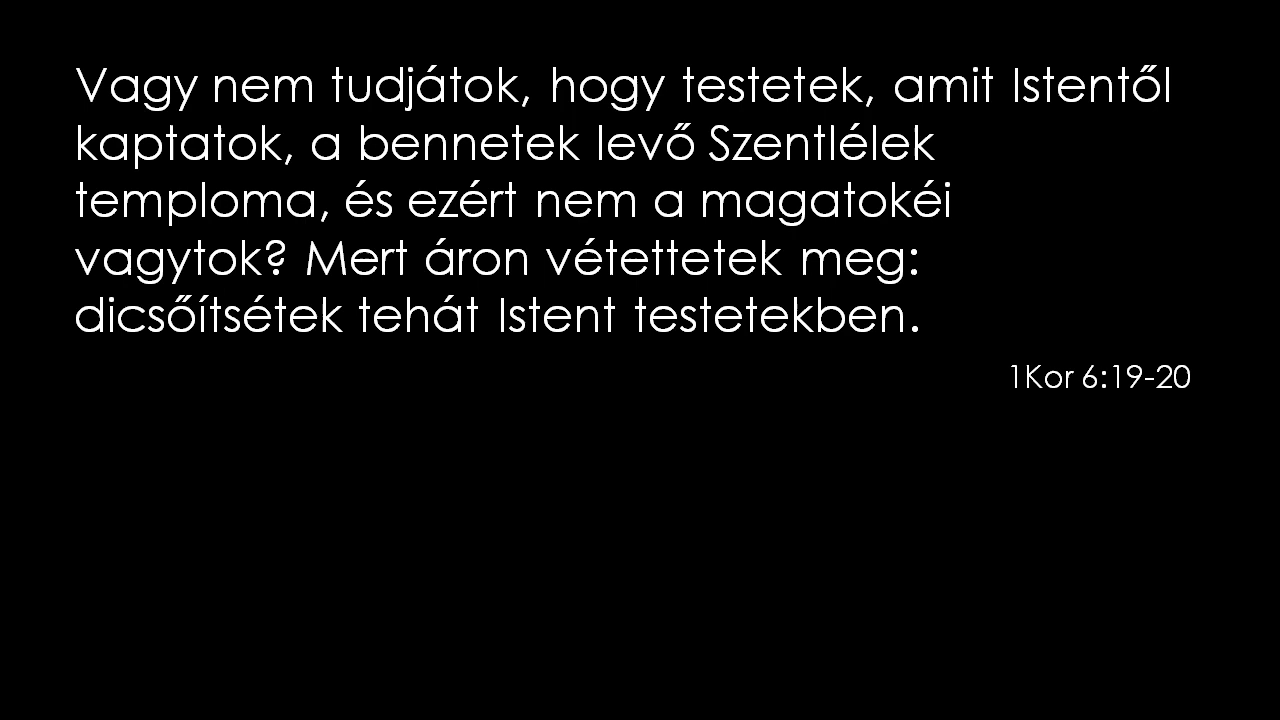 Vagy nem tudjátok, hogy testetek, amit Istentől
kaptatok, a bennetek levő Szentlélek
temploma, és ezért nem a magatokéi
vagytok? Mert áron vétettetek meg:
dicsőítsétek tehát Istent testetekben.
1Kor 6:19-20